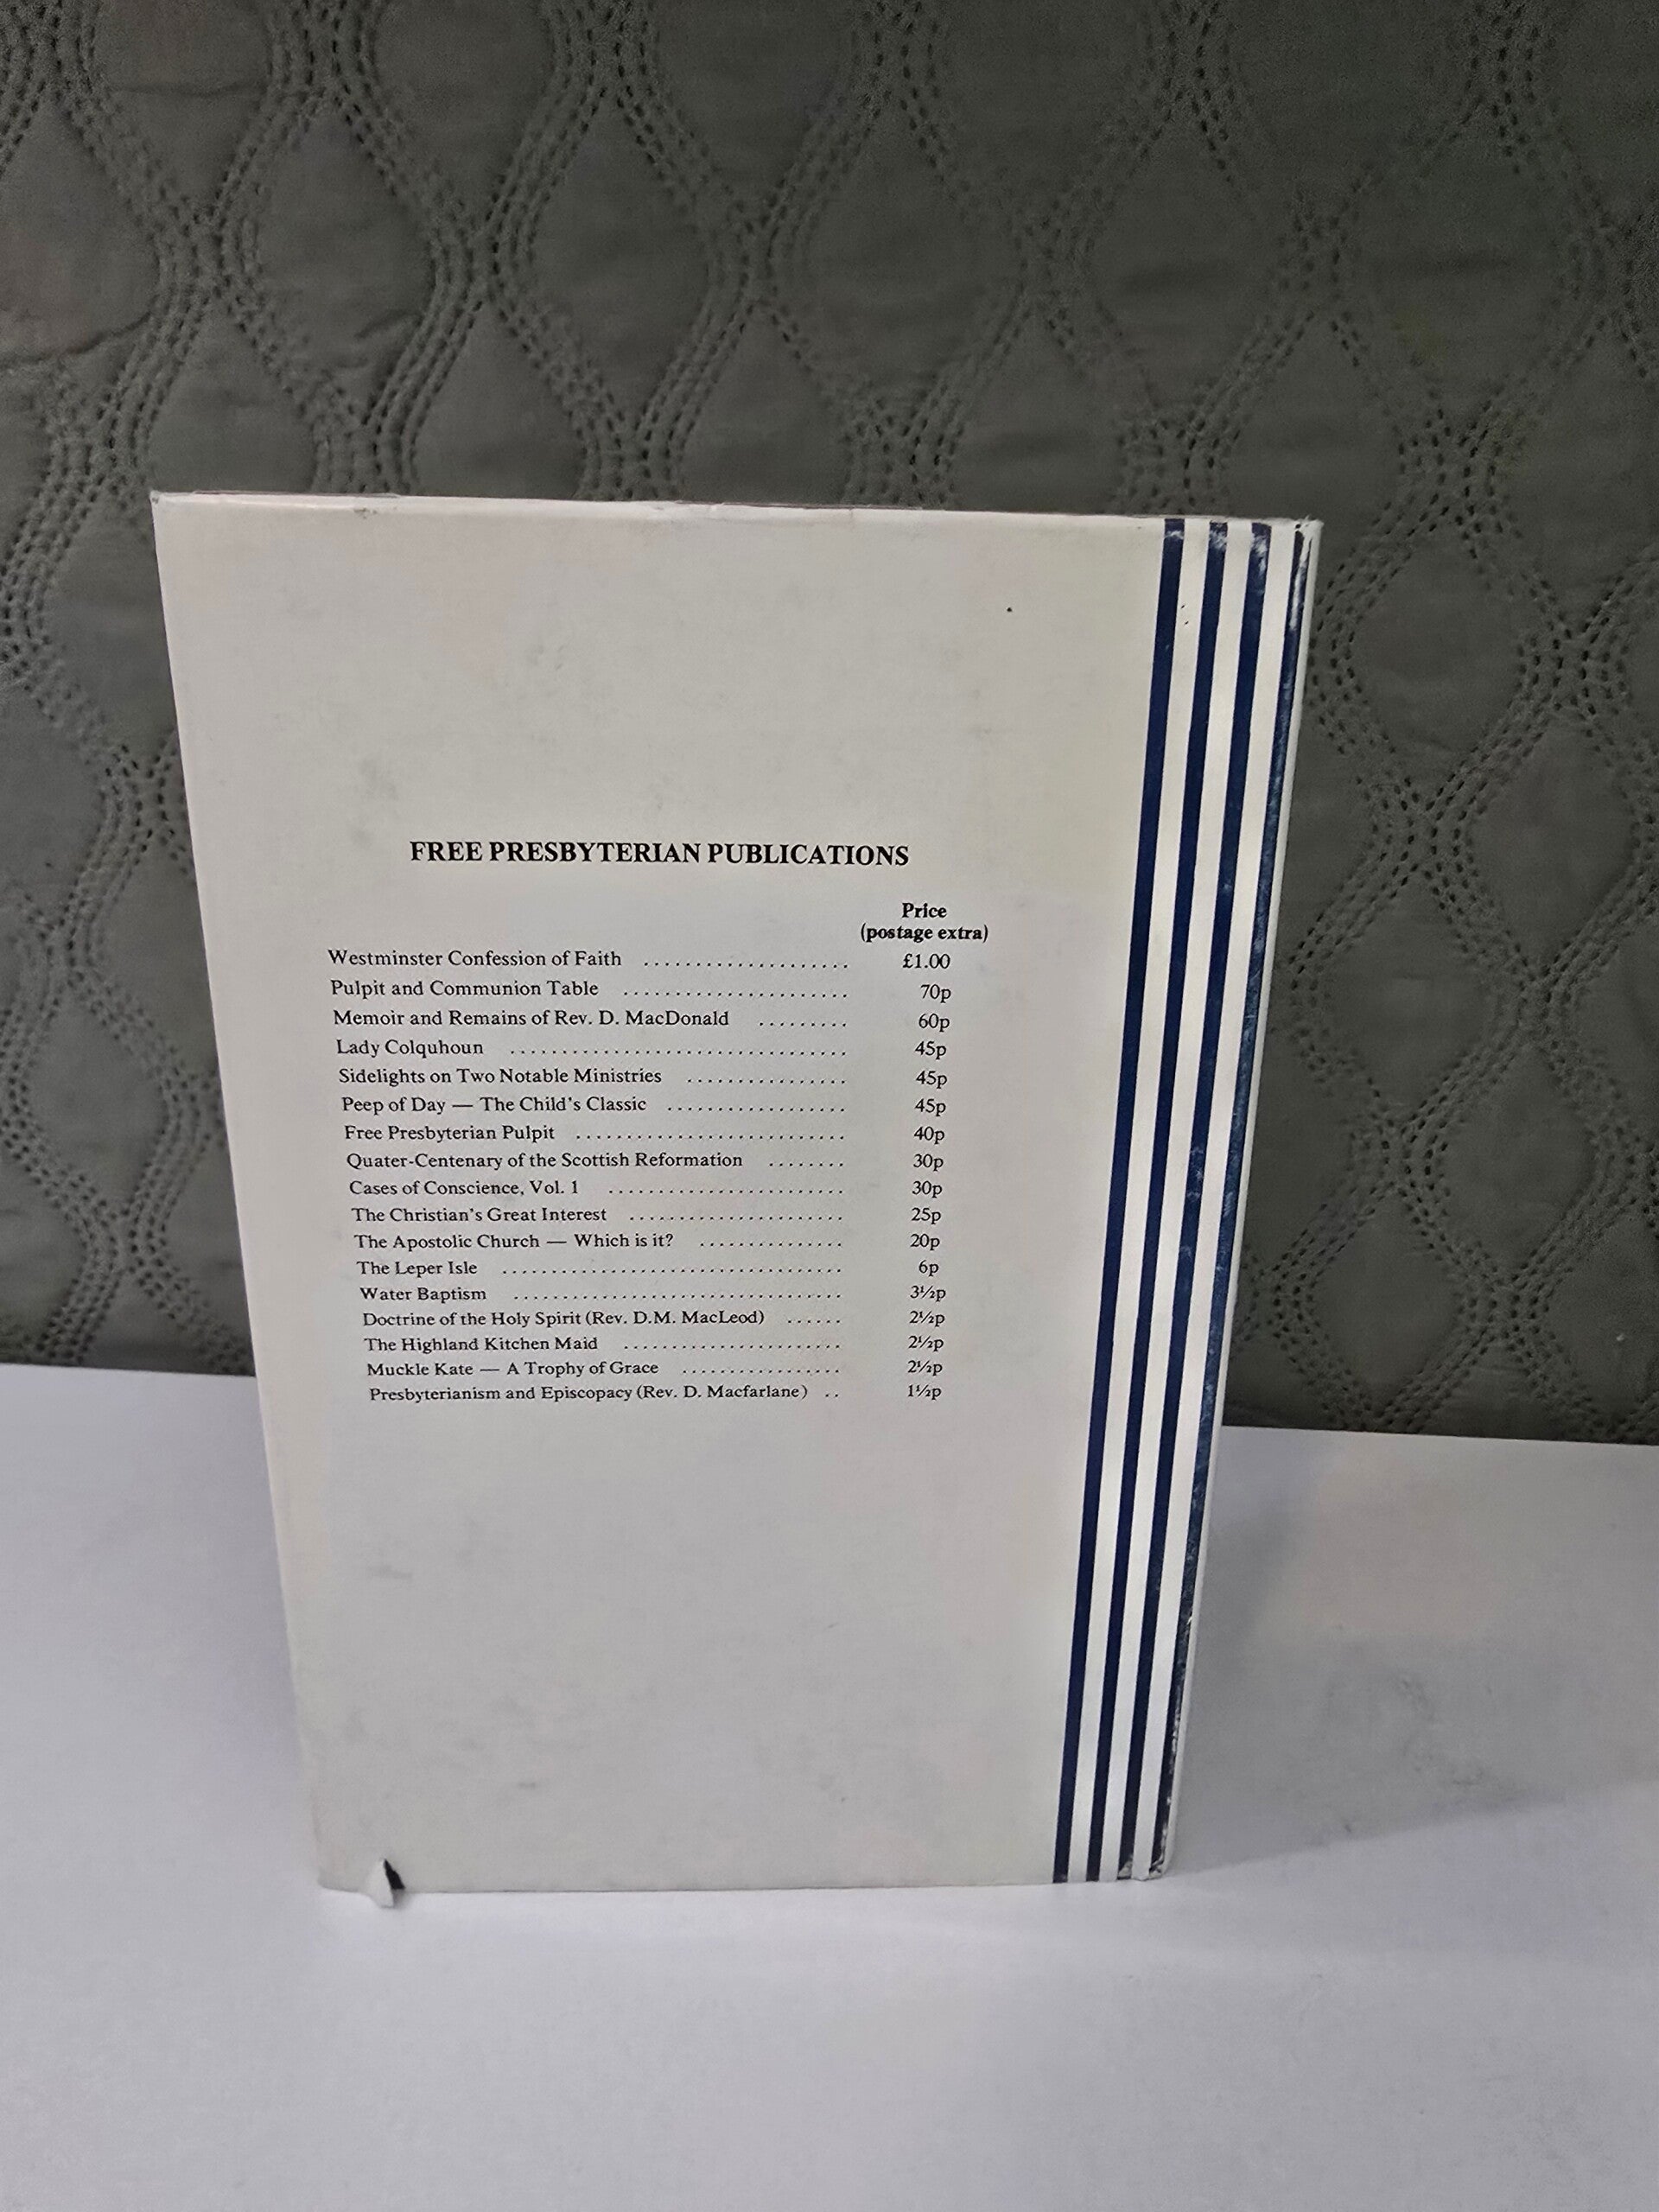 FREE PRESBYTERIAN PUBLICATIONS
Price
(postage extra)
Westminster Confession of Faith ..................... £1.00
Pulpit and Communion Table ....................... 70p
Memoir and Remains of Rev. D. MacDonald ......... 60p
Lady Colquhoun .................................. 45p
Sidelights on Two Notable Ministries ................ 45p
Peep of Day — The Child's Classic .................. 45p
Free Presbyterian Pulpit ........................... 40p
Quater-Centenary of the Scottish Reformation ........ 30p
Cases of Conscience, Vol. 1 ........................ 30p
The Christian's Great Interest ...................... 25p
The Apostolic Church — Which is it? ............... 20p
The Leper Isle ................................... 6p
Water Baptism ................................. 3½p
Doctrine of the Holy Spirit (Rev. D.M. MacLeod) ...... 2½p
The Highland Kitchen Maid ...................... 2½p
Muckle Kate — A Trophy of Grace ................ 2½p
Presbyterianism and Episcopacy (Rev. D. Macfarlane) .. 1½p